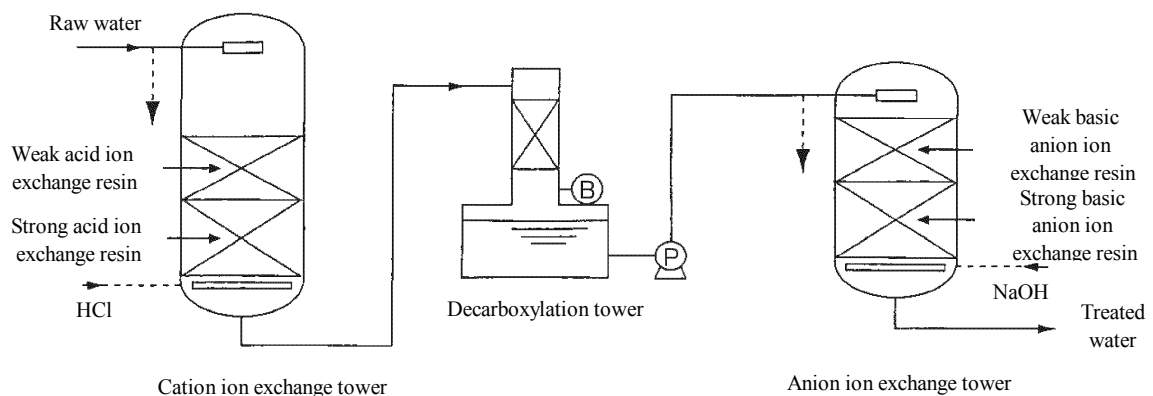 Raw water
Weak acid ion
exchange resin
Strong acid ion
exchange resin
HCl
Cation ion exchange tower
B
P
Decarboxylation tower
Weak basic
anion ion
exchange resin
Strong basic
anion ion
exchange resin
NaOH
Treated
water
Anion ion exchange tower